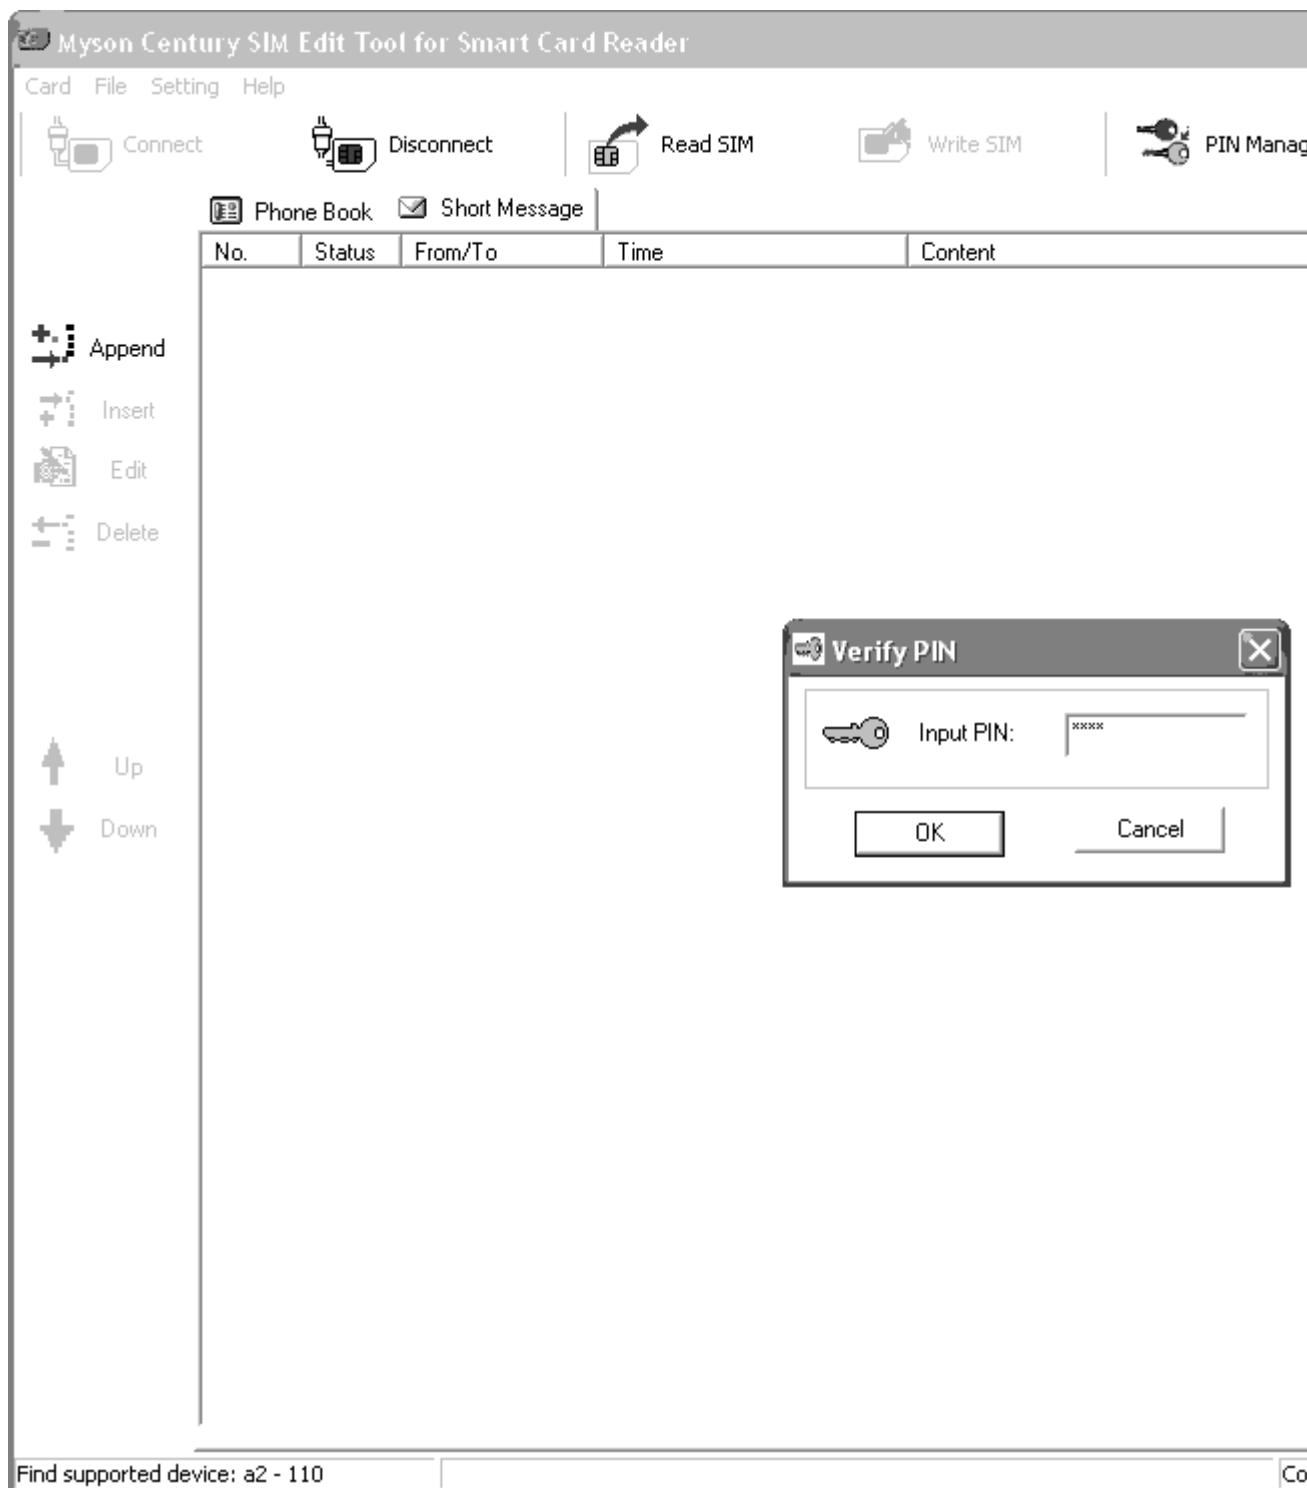 Myson Century SIM Edit Tool for Smart Card Reader
Card File Setting Help
Connect Disconnect Read SIM Write SIM PIN Manag
Phone Book Short Message
No. Status From/To Time Content
Append
Insert
Edit
Delete
Verify PIN
Input PIN: ****
Up
OK Cancel
Down
Find supported device: a2 - 110 Co